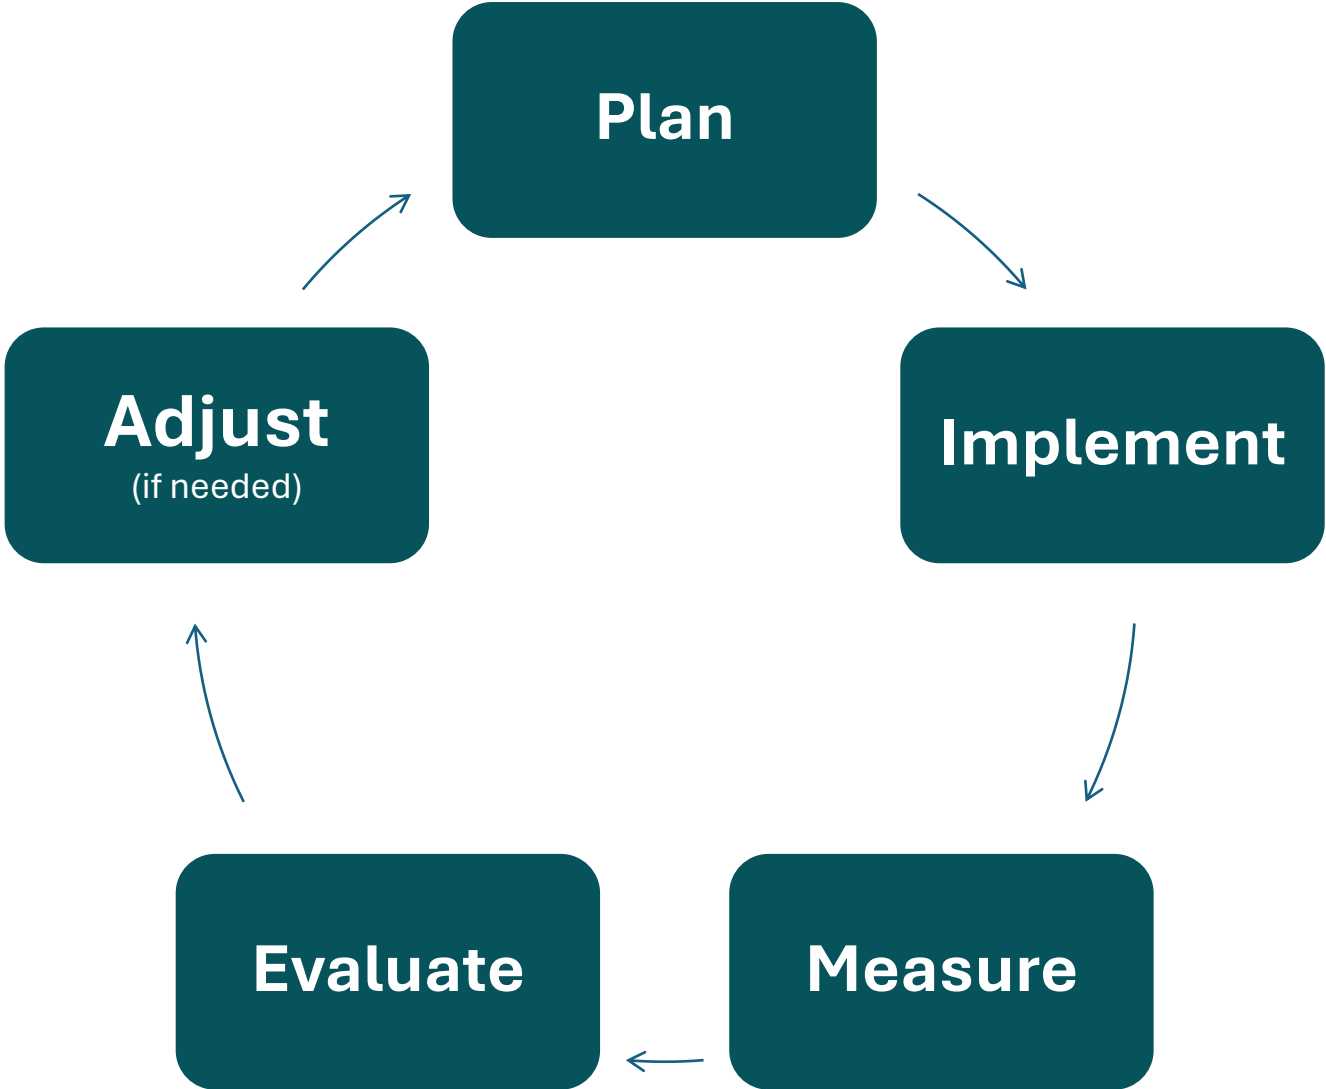 Plan
Implement
Measure
Evaluate
Adjust
(if needed)